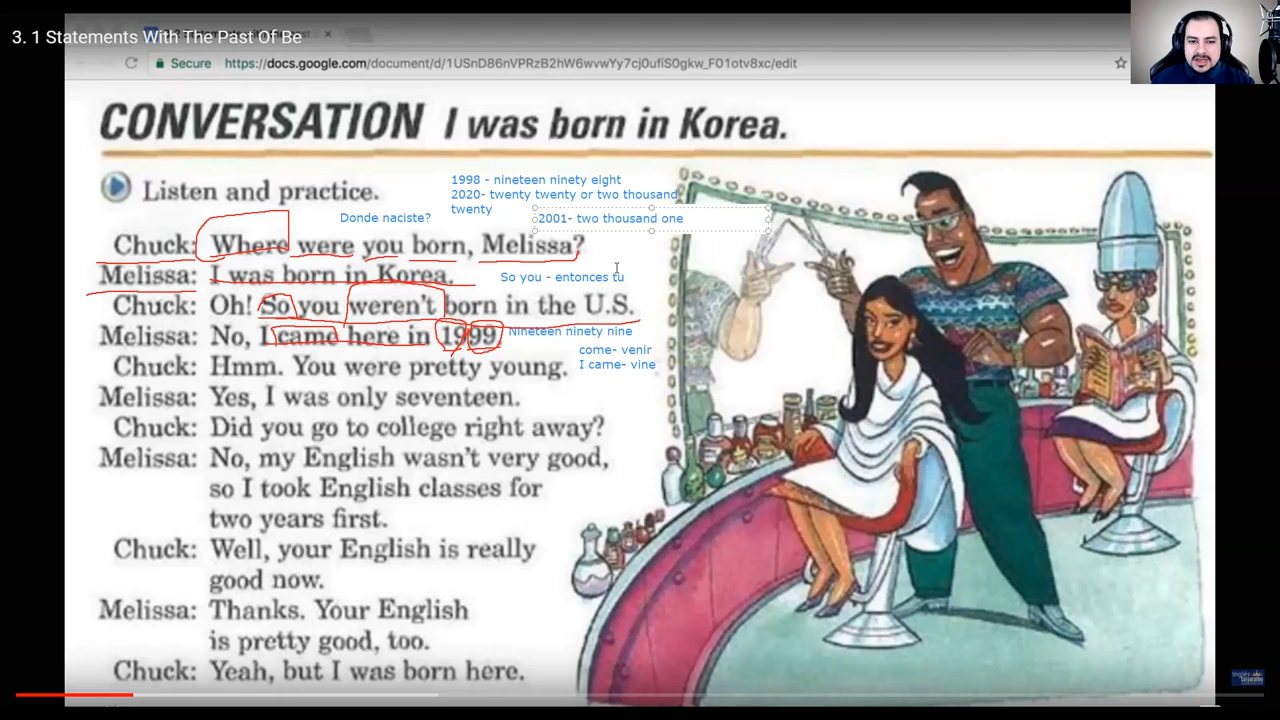 3. 1 Statements With The Past Of Be
Secure https://docs.google.com/document/d/1USnD86nVPRzB2hW6wvwYy7cj0ufiS0gkw_F01otv8xc/edit
CONVERSATION I was born in Korea.
Listen and practice.
1998 - nineteen ninety eight
2020- twenty twenty or two thousand
twenty
2001- two thousand one
Donde naciste?
Chuck: Where were you born, Melissa?
Melissa: I was born in Korea.
So you - entonces tu
Chuck: Oh! So you weren't born in the U.S.
Melissa: No, I came here in 1999.
Nineteen ninety nine
come- venir
I came- vine
Chuck: Hmm. You were pretty young.
Melissa: Yes, I was only seventeen.
Chuck: Did you go to college right away?
Melissa: No, my English wasn't very good,
so I took English classes for
two years first.
Chuck: Well, your English is really
good now.
Melissa: Thanks. Your English
is pretty good, too.
Chuck: Yeah, but I was born here.
Inglés
Corporativo